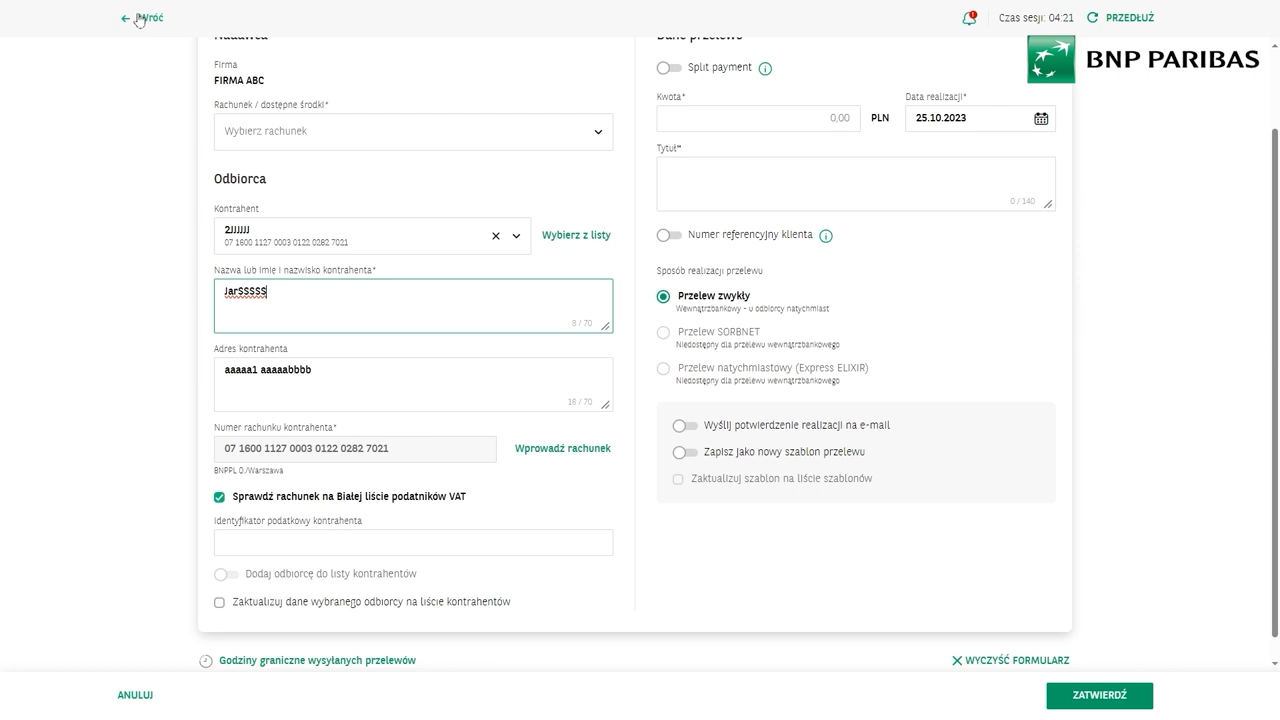 Wróć
Czas sesji: 04:21
PRZEDŁUŻ
BNP PARIBAS
Nadawca
Firma
FIRMA ABC
Rachunek / dostępne środki*
Wybierz rachunek
Odbiorca
Kontrahent
2JJJJJJ
07 1600 1127 0003 0122 0282 7021
Wybierz z listy
Nazwa lub imię i nazwisko kontrahenta*
JarSSSSS
8 / 70
Adres kontrahenta
aaaaa1 aaaaabbbb
16 / 70
Numer rachunku kontrahenta*
07 1600 1127 0003 0122 0282 7021
Wprowadź rachunek
BNPPL O./Warszawa
Sprawdź rachunek na Białej liście podatników VAT
Identyfikator podatkowy kontrahenta
Dodaj odbiorcę do listy kontrahentów
Zaktualizuj dane wybranego odbiorcy na liście kontrahentów
Dane przelewu
Split payment
Kwota*
0,00
PLN
Data realizacji*
25.10.2023
Tytuł*
0 / 140
Numer referencyjny klienta
Sposób realizacji przelewu
Przelew zwykły
Wewnątrzbankowy - u odbiorcy natychmiast
Przelew SORBNET
Niedostępny dla przelewu wewnątrzbankowego
Przelew natychmiastowy (Express ELIXIR)
Niedostępny dla przelewu wewnątrzbankowego
Wyślij potwierdzenie realizacji na e-mail
Zapisz jako nowy szablon przelewu
Zaktualizuj szablon na liście szablonów
Godziny graniczne wysyłanych przelewów
WYCZYŚĆ FORMULARZ
ANULUJ
ZATWIERDŹ